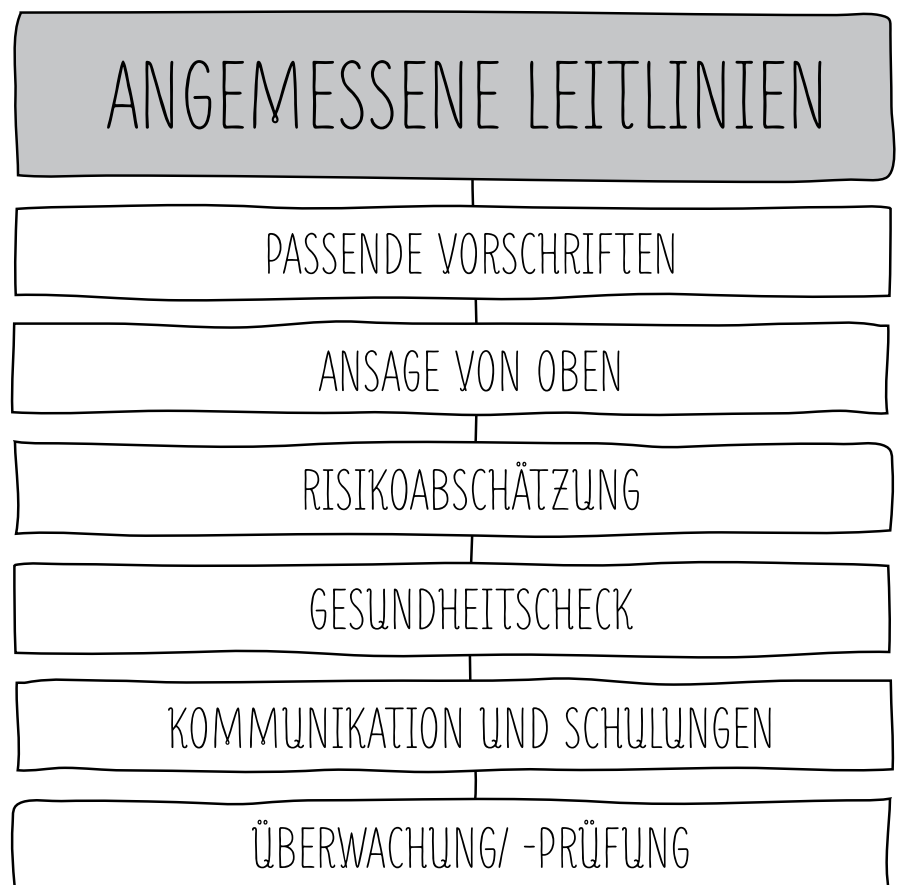 ANGEMESSENE LEITLINIEN
PASSENDE VORSCHRIFTEN
ANSAGE VON OBEN
RISIKOABSCHÄTZUNG
GESUNDHEITSCHECK
KOMMUNIKATION UND SCHULUNGEN
ÜBERWACHUNG/ -PRÜFUNG